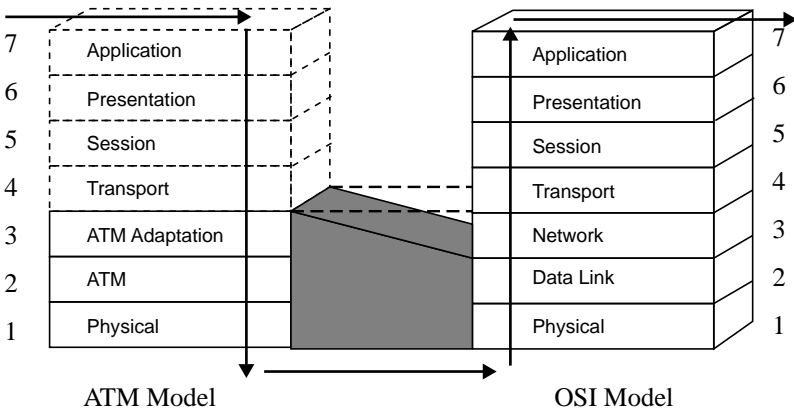 7 Application Application 7
6 Presentation Presentation 6
5 Session Session 5
4 Transport Transport 4
3 ATM Adaptation Network 3
2 ATM Data Link 2
1 Physical Physical 1
ATM Model OSI Model